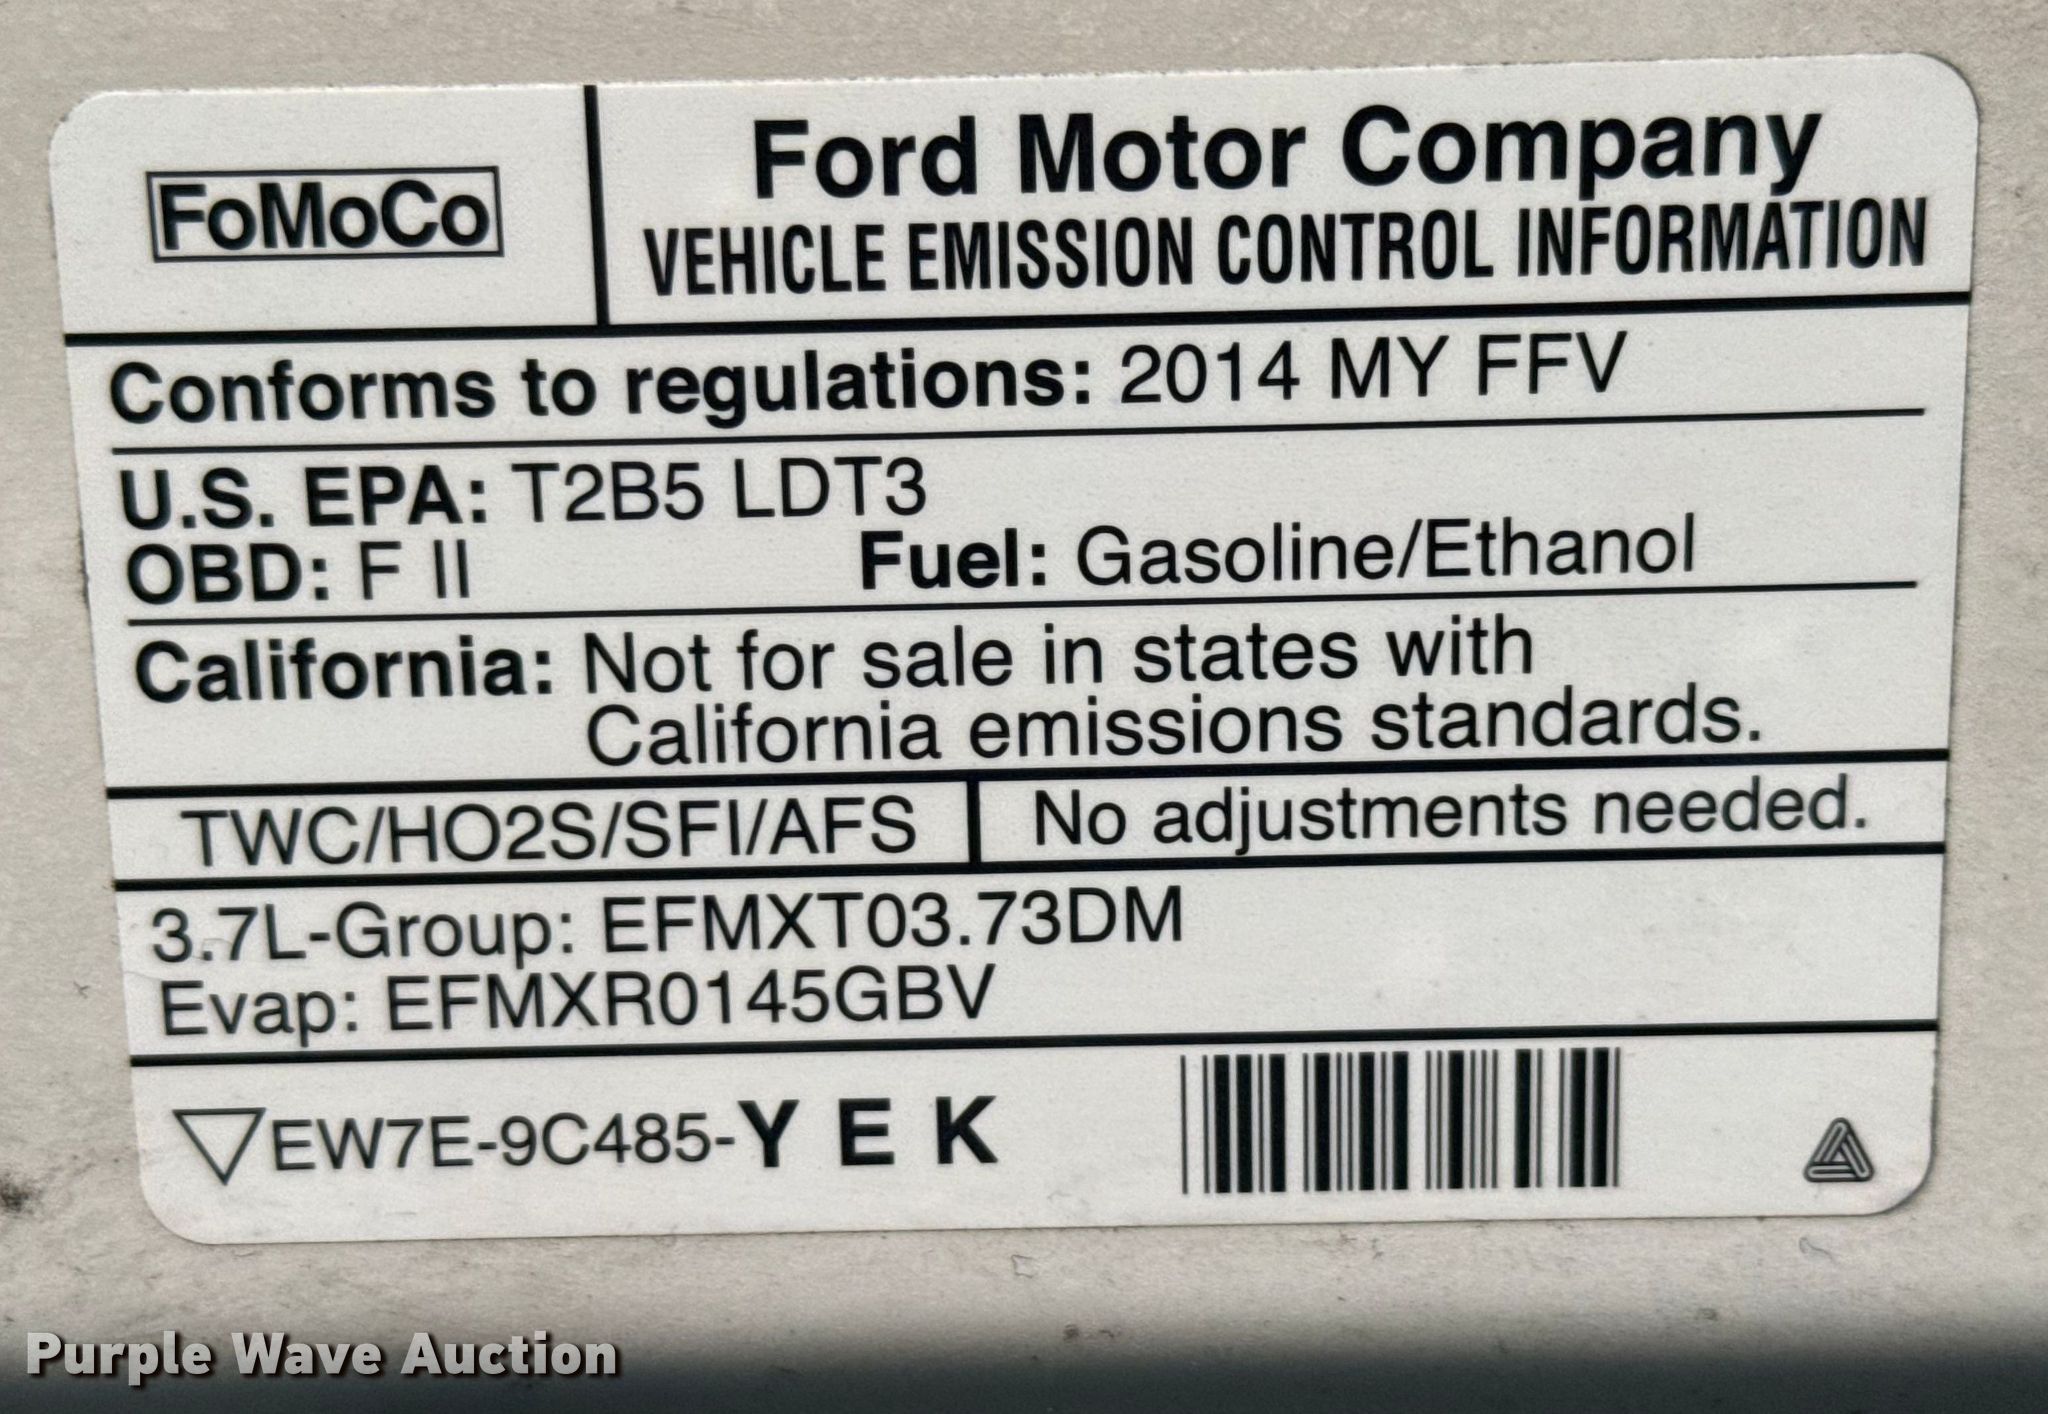 FoMoCo
Ford Motor Company
VEHICLE EMISSION CONTROL INFORMATION
Conforms to regulations: 2014 MY FFV
U.S. EPA: T2B5 LDT3
OBD: F II Fuel: Gasoline/Ethanol
California: Not for sale in states with
California emissions standards.
TWC/HO2S/SFI/AFS No adjustments needed.
3.7L-Group: EFMXT03.73DM
Evap: EFMXR0145GBV
EW7E-9C485-Y E K
Purple Wave Auction